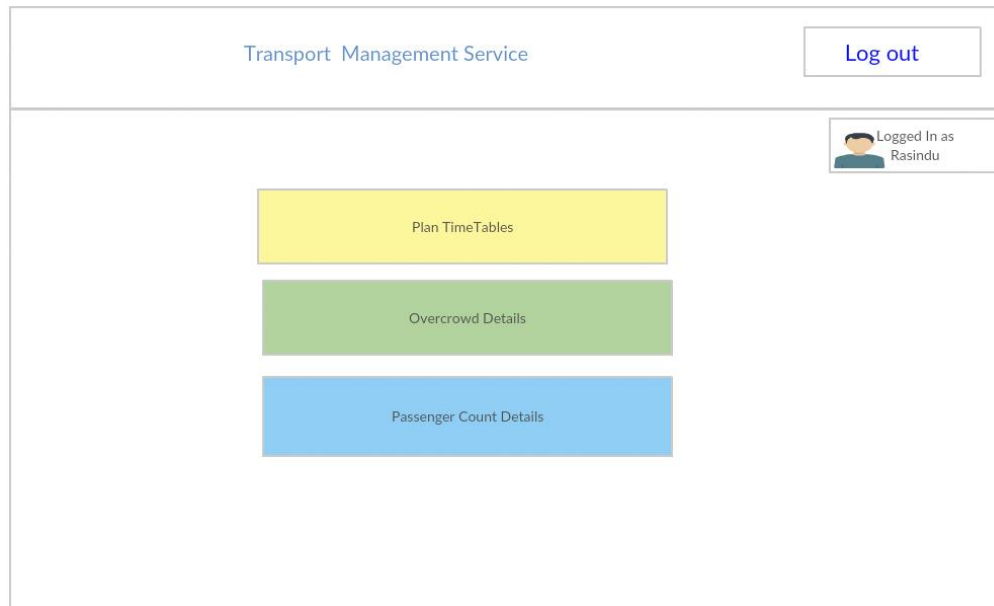 Transport Management Service
Log out
Logged In as
Rasindu
Plan TimeTables
Overcrowd Details
Passenger Count Details